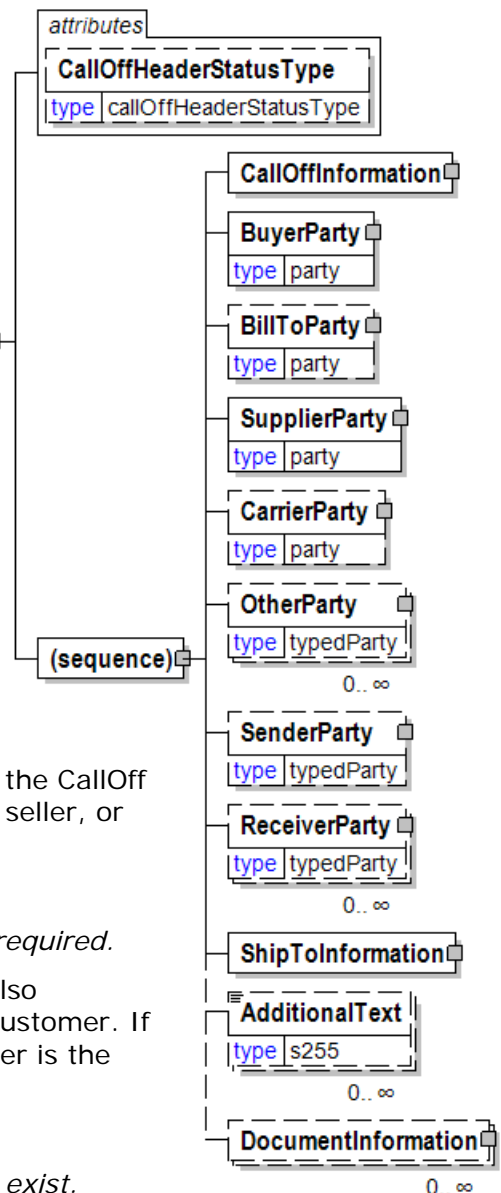 attributes
CallOffHeaderStatusType
type callOffHeaderStatusType
CallOffInformation
BuyerParty
type party
BillToParty
type party
SupplierParty
type party
CarrierParty
type party
OtherParty
type typedParty
0.. ∞
(sequence)
SenderParty
type typedParty
the CallOff
seller, or
ReceiverParty
type typedParty
0.. ∞
required.
ShipToInformation
lso
ustomer. If
er is the
AdditionalText
type s255
0.. ∞
DocumentInformation
exist.
0 ∞